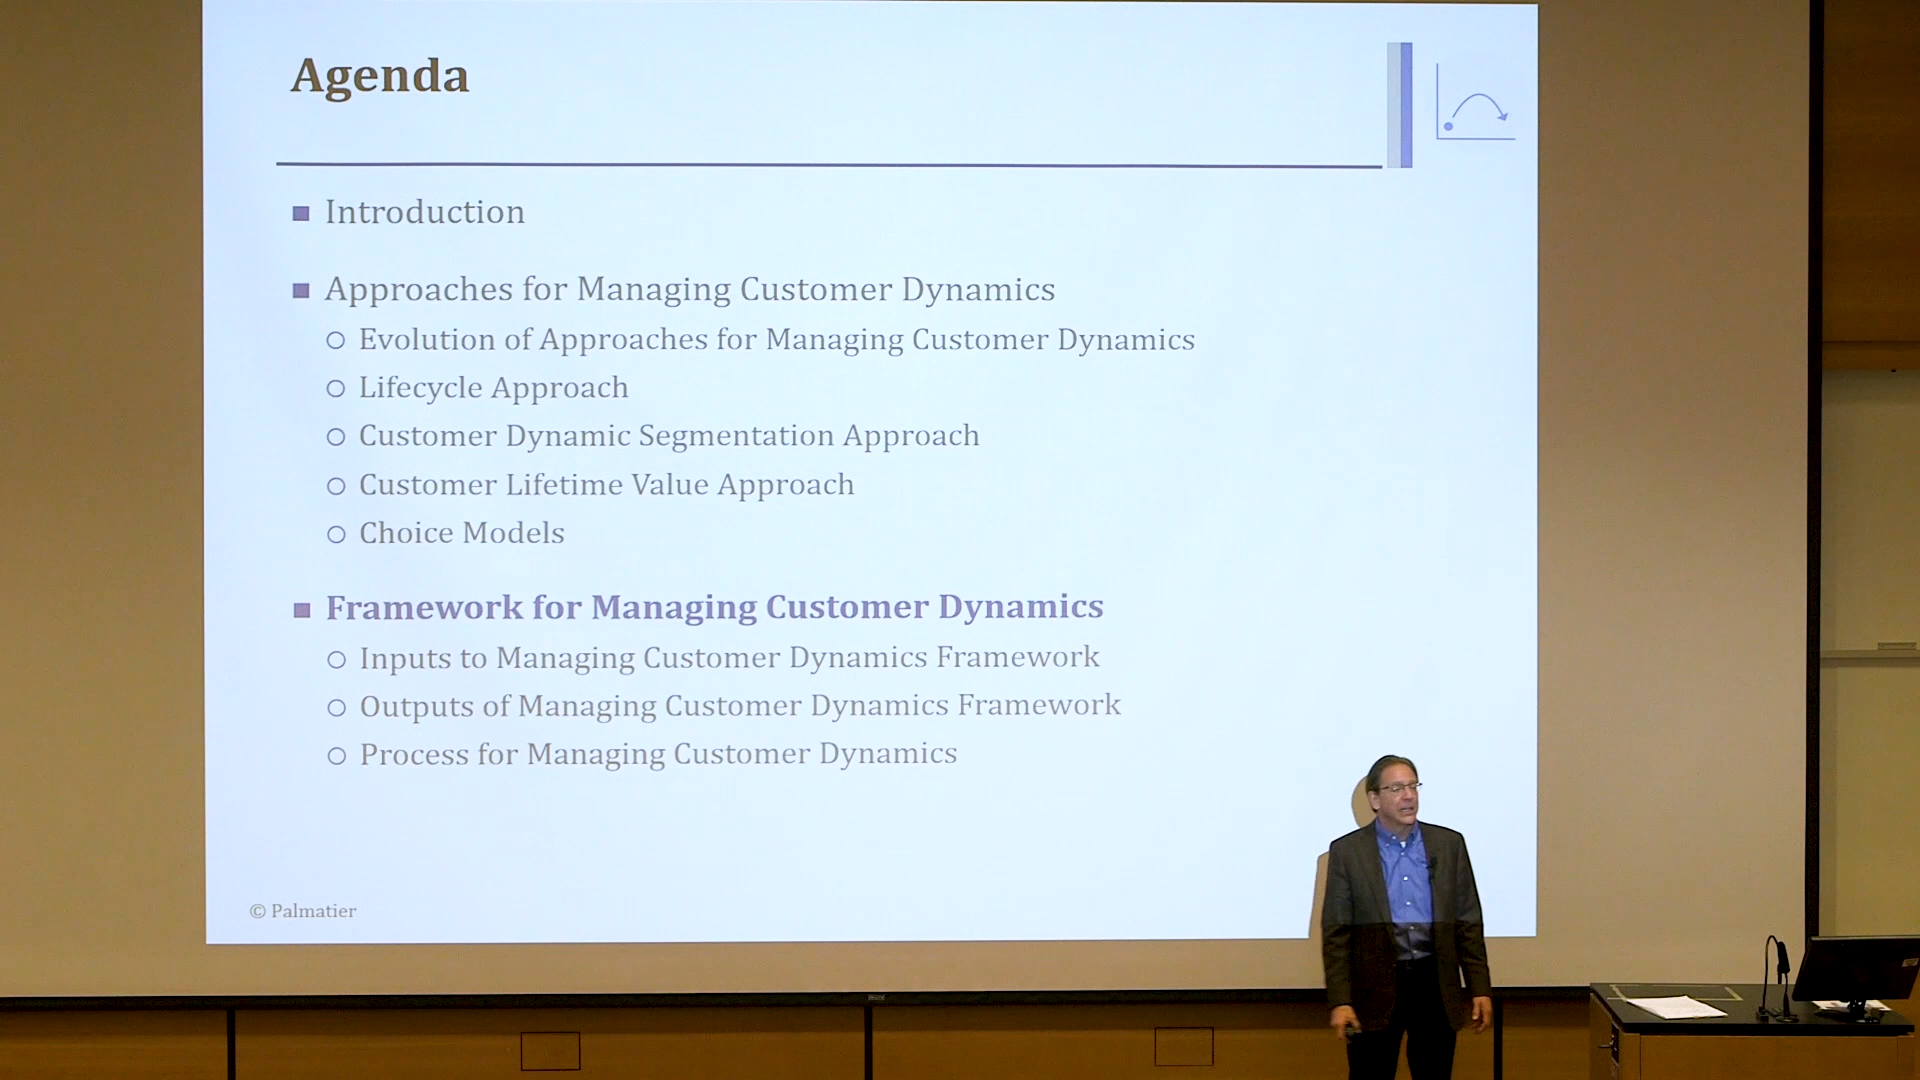 Agenda
Introduction
Approaches for Managing Customer Dynamics
Evolution of Approaches for Managing Customer Dynamics
Lifecycle Approach
Customer Dynamic Segmentation Approach
Customer Lifetime Value Approach
Choice Models
Framework for Managing Customer Dynamics
Inputs to Managing Customer Dynamics Framework
Outputs of Managing Customer Dynamics Framework
Process for Managing Customer Dynamics
© Palmatier